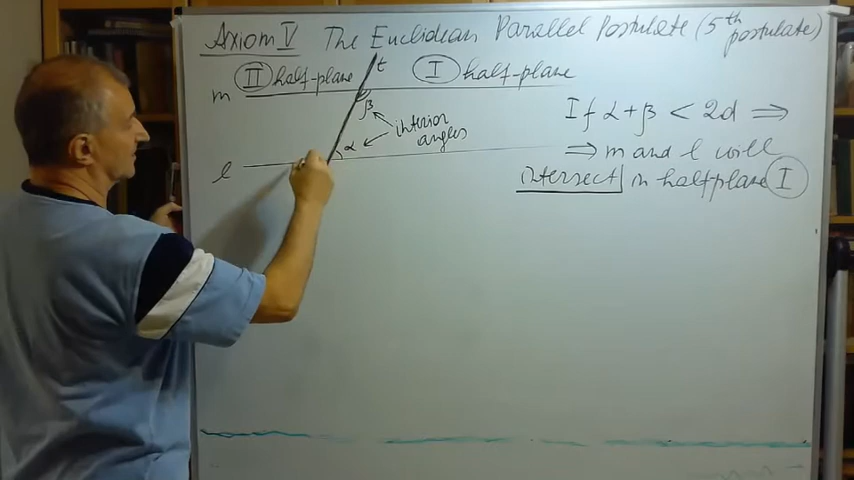 Axiom V The Euclidean Parallel Postulate (5th postulate)
II half-plane I half-plane
t
m
β
interior angles
α
l
If α + β < 2d ⇒
⇒ m and l will
intersect in halfplane I